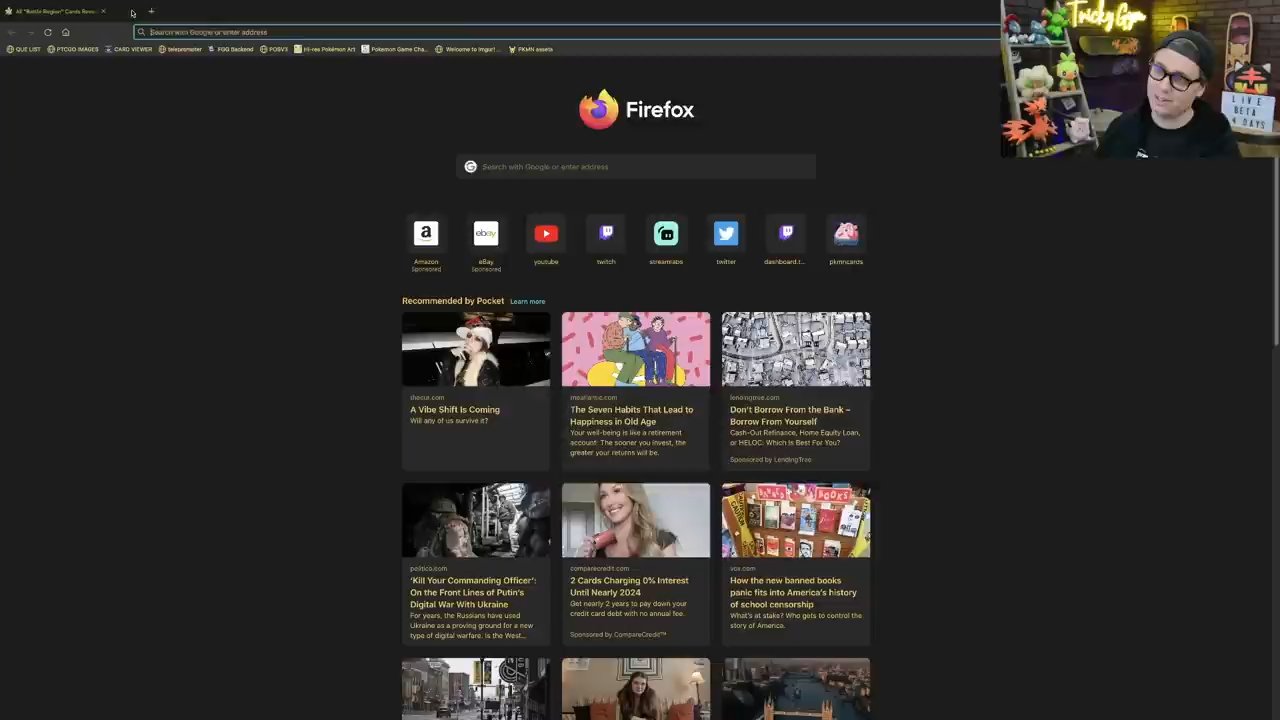 All "Battle Region" Cards Reve
Search with Google or enter address
QUE LIST
PTCGO IMAGES
CARD VIEWER
teleprompter
FGG Backend
POBV3
Hi-res Pokémon Art
Pokemon Game Cha...
Welcome to Imgur! ...
PKMN assets
Tricky Gym
LIVE
BETA
4 DAYS
Firefox
Search with Google or enter address
Amazon
Sponsored
eBay
Sponsored
youtube
twitch
streamlabs
twitter
dashboard.t...
pkmncards
Recommended by Pocket Learn more
thecut.com
A Vibe Shift Is Coming
Will any of us survive it?
theatlantic.com
The Seven Habits That Lead to
Happiness in Old Age
Your well-being is like a retirement
account: The sooner you invest, the
greater your returns will be.
lendingtree.com
Don't Borrow From the Bank –
Borrow From Yourself
Cash-Out Refinance, Home Equity Loan,
or HELOC: Which Is Best For You?
Sponsored by LendingTree
politico.com
'Kill Your Commanding Officer':
On the Front Lines of Putin's
Digital War With Ukraine
For years, the Russians have used
Ukraine as a proving ground for a new
type of digital warfare. Is the West...
comparecredit.com
2 Cards Charging 0% Interest
Until Nearly 2024
Get nearly 2 years to pay down your
credit card debt with no annual fee.
Sponsored by CompareCredit™
BANNED BOOKS
vox.com
How the new banned books
panic fits into America's history
of school censorship
What's at stake? Who gets to control the
story of America.